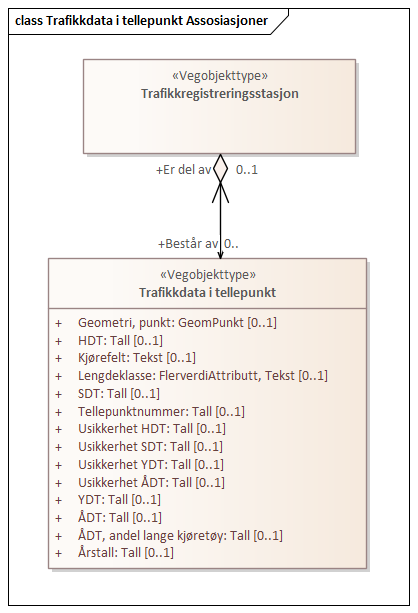 class Trafikkdata i tellepunkt Assosiasjoner
«Vegobjekttype»
Trafikkregistreringsstasjon
+Er del av 0..1
+Består av 0..
«Vegobjekttype»
Trafikkdata i tellepunkt
+ Geometri, punkt: GeomPunkt [0..1]
+ HDT: Tall [0..1]
+ Kjørefelt: Tekst [0..1]
+ Lengdeklasse: FlerverdiAttributt, Tekst [0..1]
+ SDT: Tall [0..1]
+ Tellepunktnummer: Tall [0..1]
+ Usikkerhet HDT: Tall [0..1]
+ Usikkerhet SDT: Tall [0..1]
+ Usikkerhet YDT: Tall [0..1]
+ Usikkerhet ÅDT: Tall [0..1]
+ YDT: Tall [0..1]
+ ÅDT: Tall [0..1]
+ ÅDT, andel lange kjøretøy: Tall [0..1]
+ Årstall: Tall [0..1]